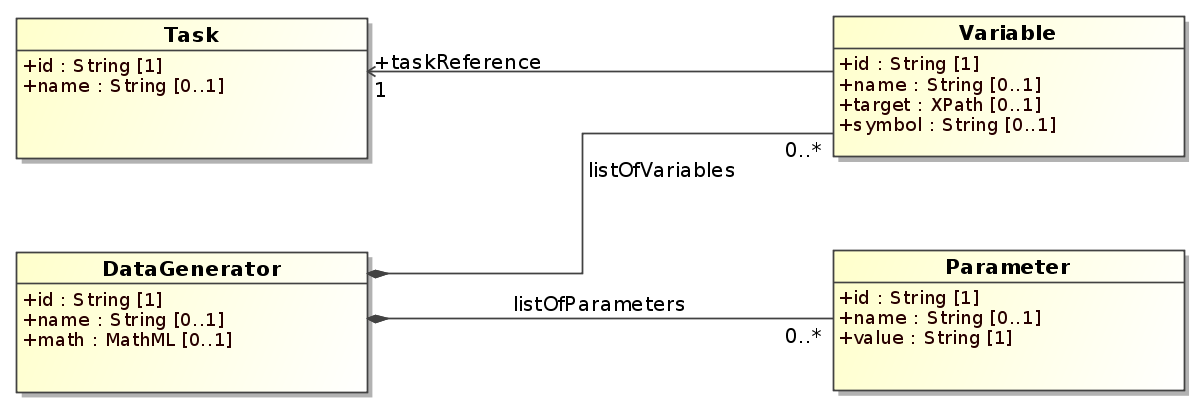 Task
+id : String [1]
+name : String [0..1]
+taskReference
1
Variable
+id : String [1]
+name : String [0..1]
+target : XPath [0..1]
+symbol : String [0..1]
0..*
listOfVariables
DataGenerator
+id : String [1]
+name : String [0..1]
+math : MathML [0..1]
listOfParameters
0..*
Parameter
+id : String [1]
+name : String [0..1]
+value : String [1]